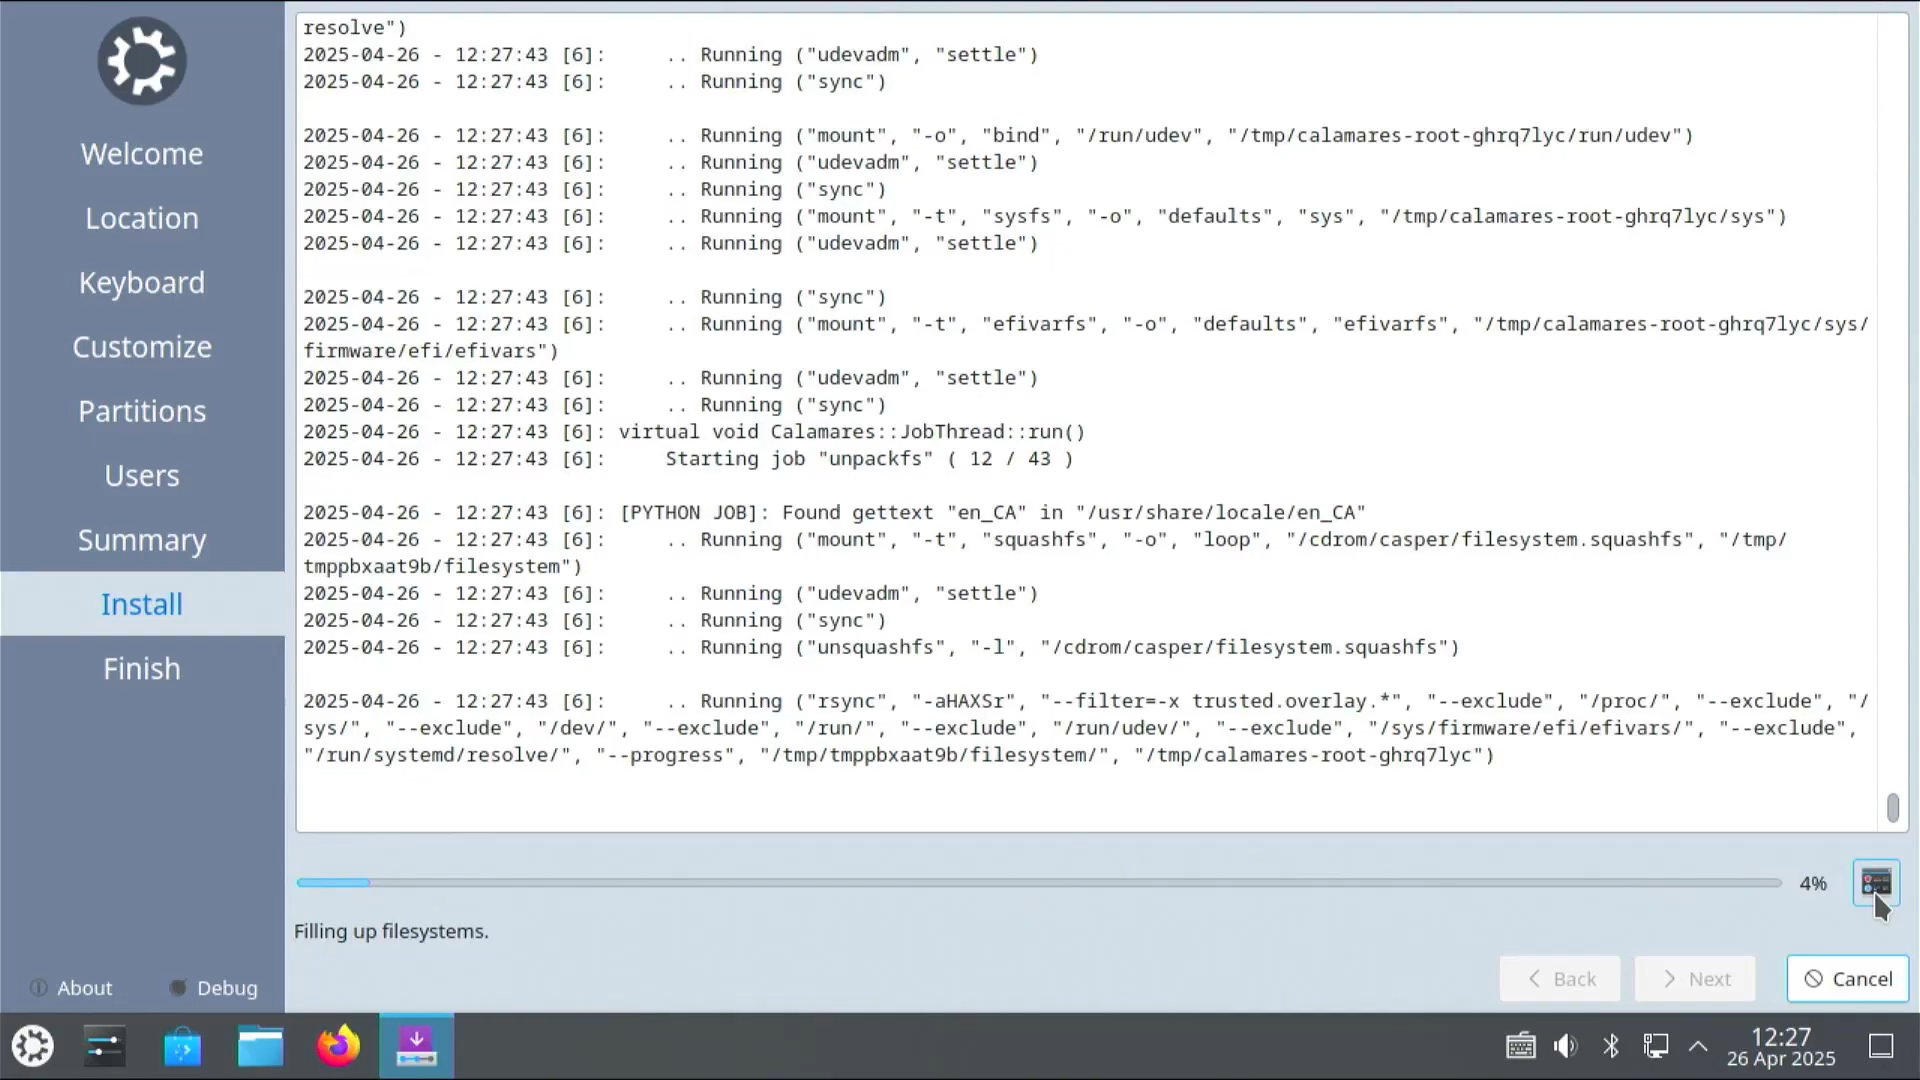 Welcome
Location
Keyboard
Customize
Partitions
Users
Summary
Install
Finish
About
Debug
resolve")
2025-04-26 - 12:27:43 [6]:     .. Running ("udevadm", "settle")
2025-04-26 - 12:27:43 [6]:     .. Running ("sync")
2025-04-26 - 12:27:43 [6]:     .. Running ("mount", "-o", "bind", "/run/udev", "/tmp/calamares-root-ghrq7lyc/run/udev")
2025-04-26 - 12:27:43 [6]:     .. Running ("udevadm", "settle")
2025-04-26 - 12:27:43 [6]:     .. Running ("sync")
2025-04-26 - 12:27:43 [6]:     .. Running ("mount", "-t", "sysfs", "-o", "defaults", "sys", "/tmp/calamares-root-ghrq7lyc/sys")
2025-04-26 - 12:27:43 [6]:     .. Running ("udevadm", "settle")
2025-04-26 - 12:27:43 [6]:     .. Running ("sync")
2025-04-26 - 12:27:43 [6]:     .. Running ("mount", "-t", "efivarfs", "-o", "defaults", "efivarfs", "/tmp/calamares-root-ghrq7lyc/sys/
firmware/efi/efivars")
2025-04-26 - 12:27:43 [6]:     .. Running ("udevadm", "settle")
2025-04-26 - 12:27:43 [6]:     .. Running ("sync")
2025-04-26 - 12:27:43 [6]: virtual void Calamares::JobThread::run()
2025-04-26 - 12:27:43 [6]:     Starting job "unpackfs" ( 12 / 43 )
2025-04-26 - 12:27:43 [6]: [PYTHON JOB]: Found gettext "en_CA" in "/usr/share/locale/en_CA"
2025-04-26 - 12:27:43 [6]:     .. Running ("mount", "-t", "squashfs", "-o", "loop", "/cdrom/casper/filesystem.squashfs", "/tmp/
tmppbxaat9b/filesystem")
2025-04-26 - 12:27:43 [6]:     .. Running ("udevadm", "settle")
2025-04-26 - 12:27:43 [6]:     .. Running ("sync")
2025-04-26 - 12:27:43 [6]:     .. Running ("unsquashfs", "-l", "/cdrom/casper/filesystem.squashfs")
2025-04-26 - 12:27:43 [6]:     .. Running ("rsync", "-aHAXSr", "--filter=-x trusted.overlay.*", "--exclude", "/proc/", "--exclude", "/
sys/", "--exclude", "/dev/", "--exclude", "/run/", "--exclude", "/run/udev/", "--exclude", "/sys/firmware/efi/efivars/", "--exclude",
"/run/systemd/resolve/", "--progress", "/tmp/tmppbxaat9b/filesystem/", "/tmp/calamares-root-ghrq7lyc")
4%
Filling up filesystems.
Back
Next
Cancel
12:27
26 Apr 2025